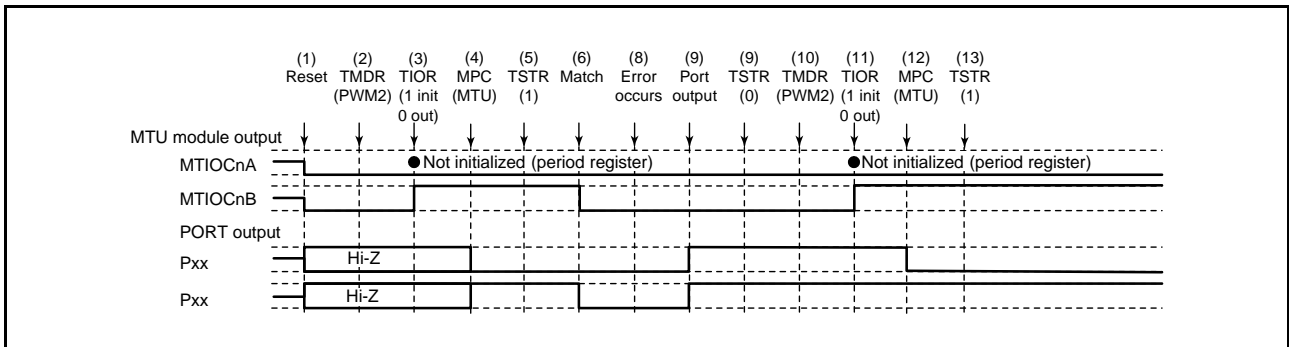 (1) (2) (3) (4) (5) (6) (8) (9) (9) (10) (11) (12) (13)
Reset TMDR TIOR MPC TSTR Match Error Port TSTR TMDR TIOR MPC TSTR
(PWM2) (1 init (MTU) (1) occurs output (0) (PWM2) (1 init (MTU) (1)
0 out) 0 out)
MTU module output
MTIOCnA ●Not initialized (period register) ●Not initialized (period register)
MTIOCnB
PORT output
Pxx Hi-Z
Pxx Hi-Z